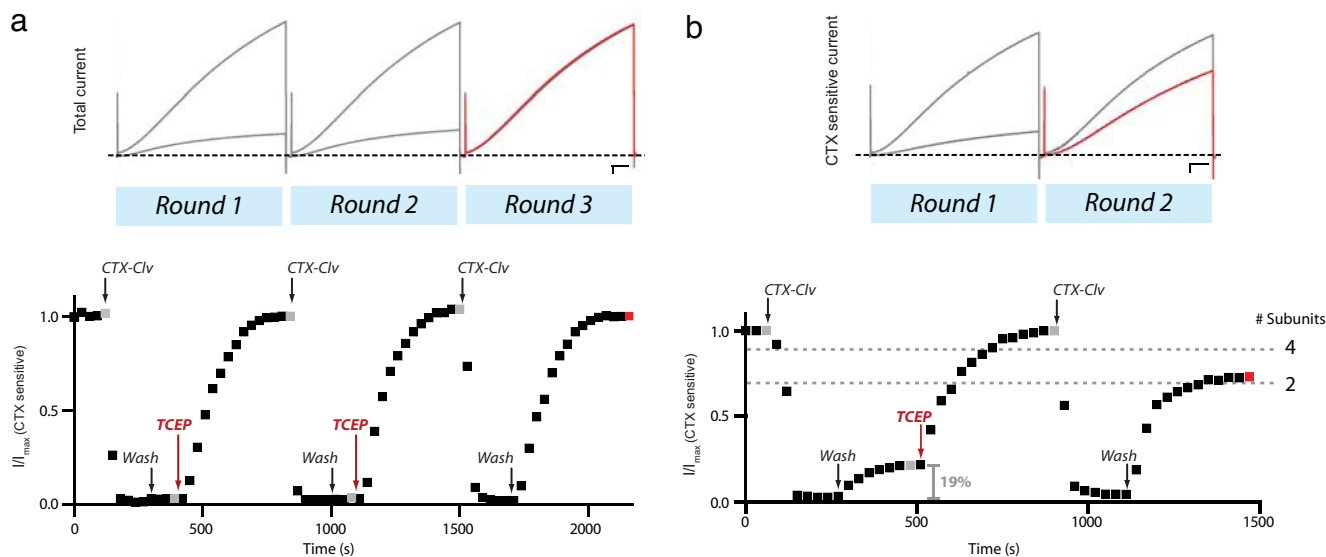 a
Total current
Round 1
Round 2
Round 3
CTX-Clv
CTX-Clv
CTX-Clv
I/Imax (CTX sensitive)
1.0
0.5
0.0
Wash
TCEP
Wash
TCEP
Wash
0
500
1000
1500
2000
Time (s)
b
CTX sensitive current
Round 1
Round 2
CTX-Clv
CTX-Clv
# Subunits
4
2
I/Imax (CTX sensitive)
1.0
0.5
0.0
Wash
TCEP
19%
Wash
0
500
1000
1500
Time (s)